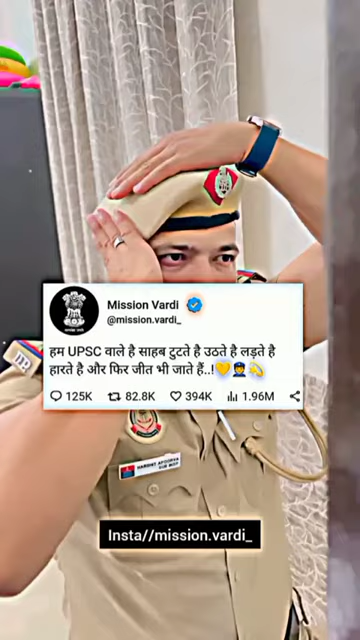 Mission Vardi
@mission.vardi_
हम UPSC वाले है साहब टुटते है उठते है लड़ते है
हारते है और फिर जीत भी जाते हैं..!💛👮💫
125K 82.8K 394K 1.96M
Insta//mission.vardi_